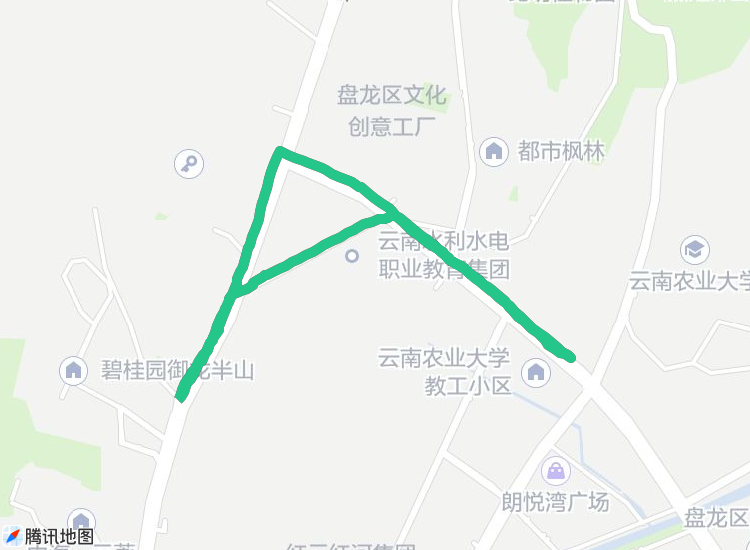 盘龙区文化
创意工厂
都市枫林
云南水利水电
职业教育集团
云南农业大学
云南农业大学
教工小区
碧桂园御龙半山
朗悦湾广场
盘龙区
腾讯地图